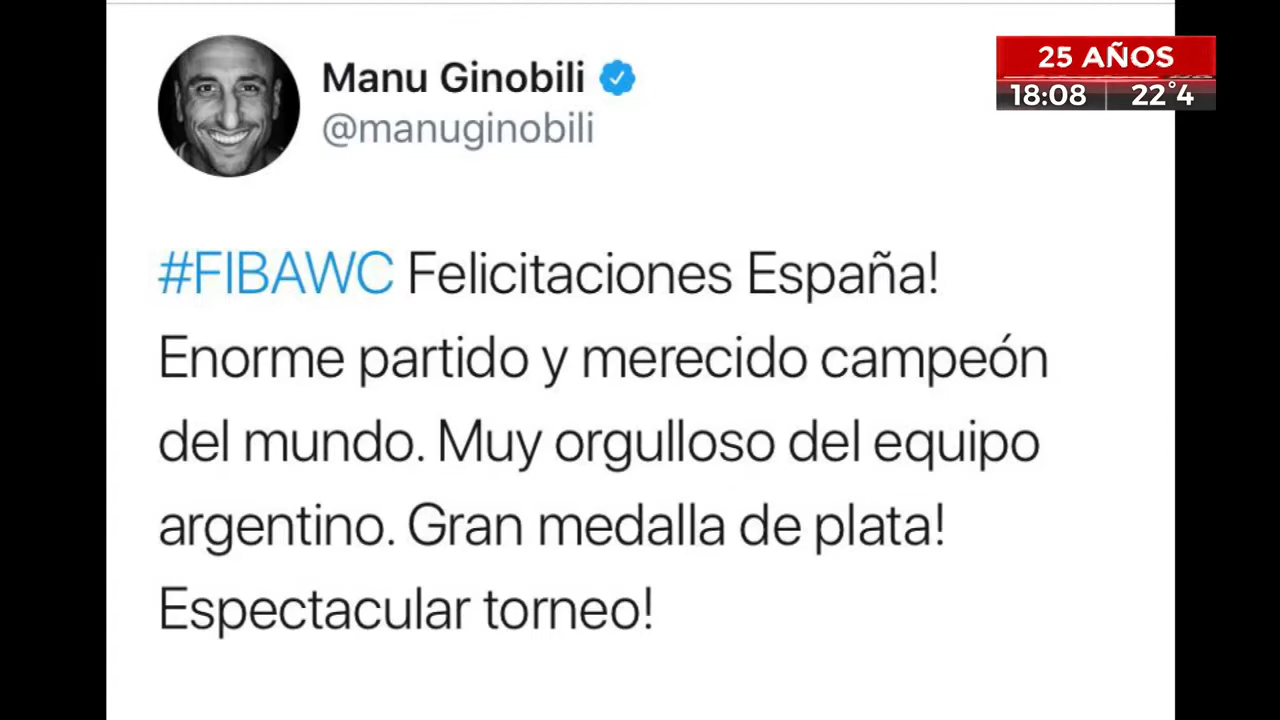 Manu Ginobili
@manuginobili
25 AÑOS
18:08 22°4
#FIBAWC Felicitaciones España!
Enorme partido y merecido campeón
del mundo. Muy orgulloso del equipo
argentino. Gran medalla de plata!
Espectacular torneo!